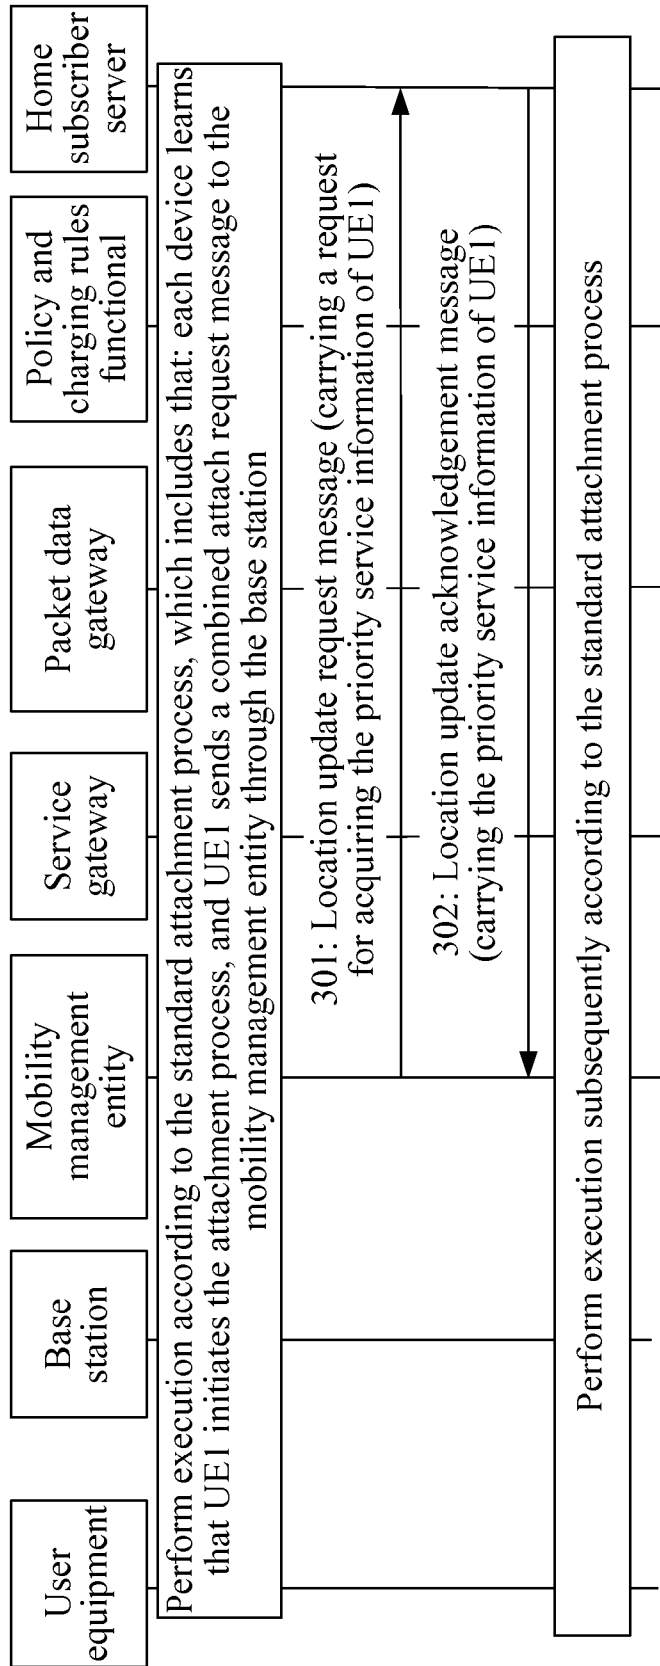 User
equipment
Base
station
Mobility
management
entity
Service
gateway
Packet data
gateway
Policy and
charging rules
functional
Home
subscriber
server
Perform execution according to the standard attachment process, which includes that: each device learns
that UE1 initiates the attachment process, and UE1 sends a combined attach request message to the
mobility management entity through the base station
301: Location update request message (carrying a request
for acquiring the priority service information of UE1)
302: Location update acknowledgement message
(carrying the priority service information of UE1)
Perform execution subsequently according to the standard attachment process